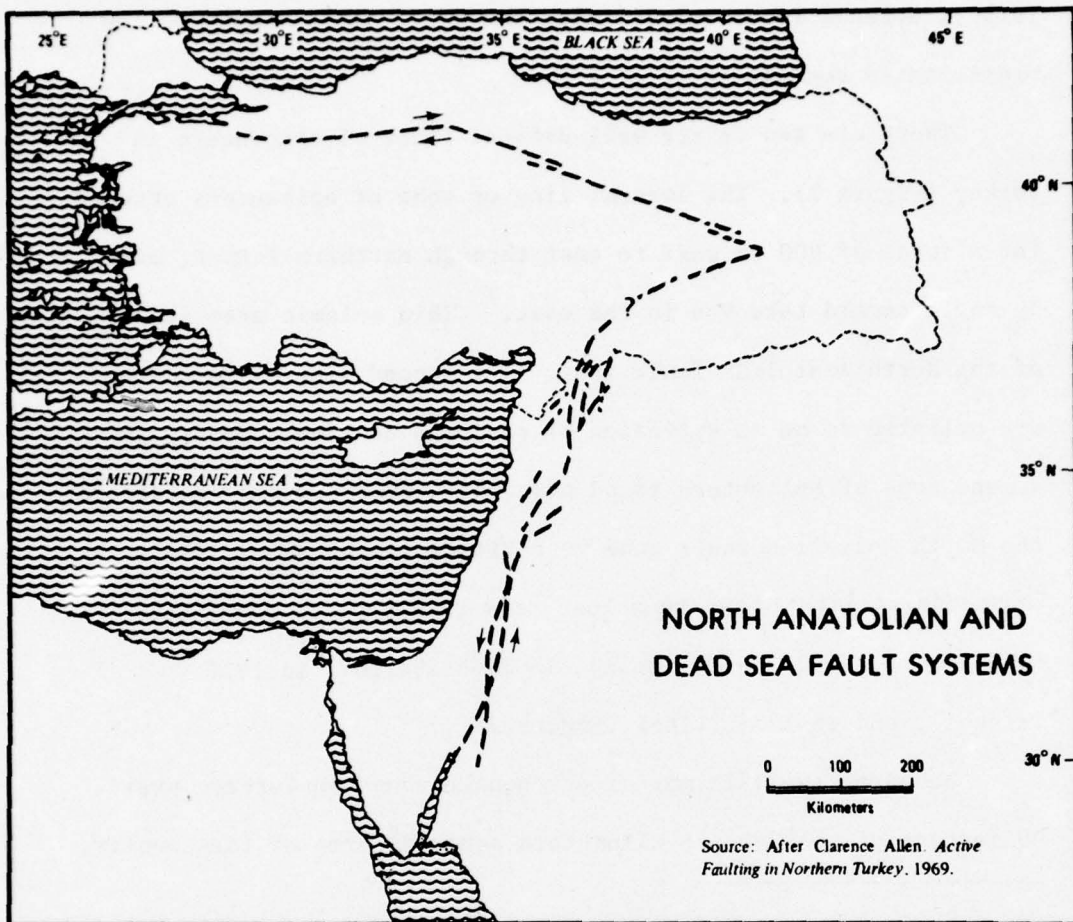 25°E 30°E 35°E 40°E 45°E
BLACK SEA
40°N
35°N
MEDITERRANEAN SEA
NORTH ANATOLIAN AND
DEAD SEA FAULT SYSTEMS
30°N
0 100 200
Kilometers
Source: After Clarence Allen. Active
Faulting in Northern Turkey. 1969.